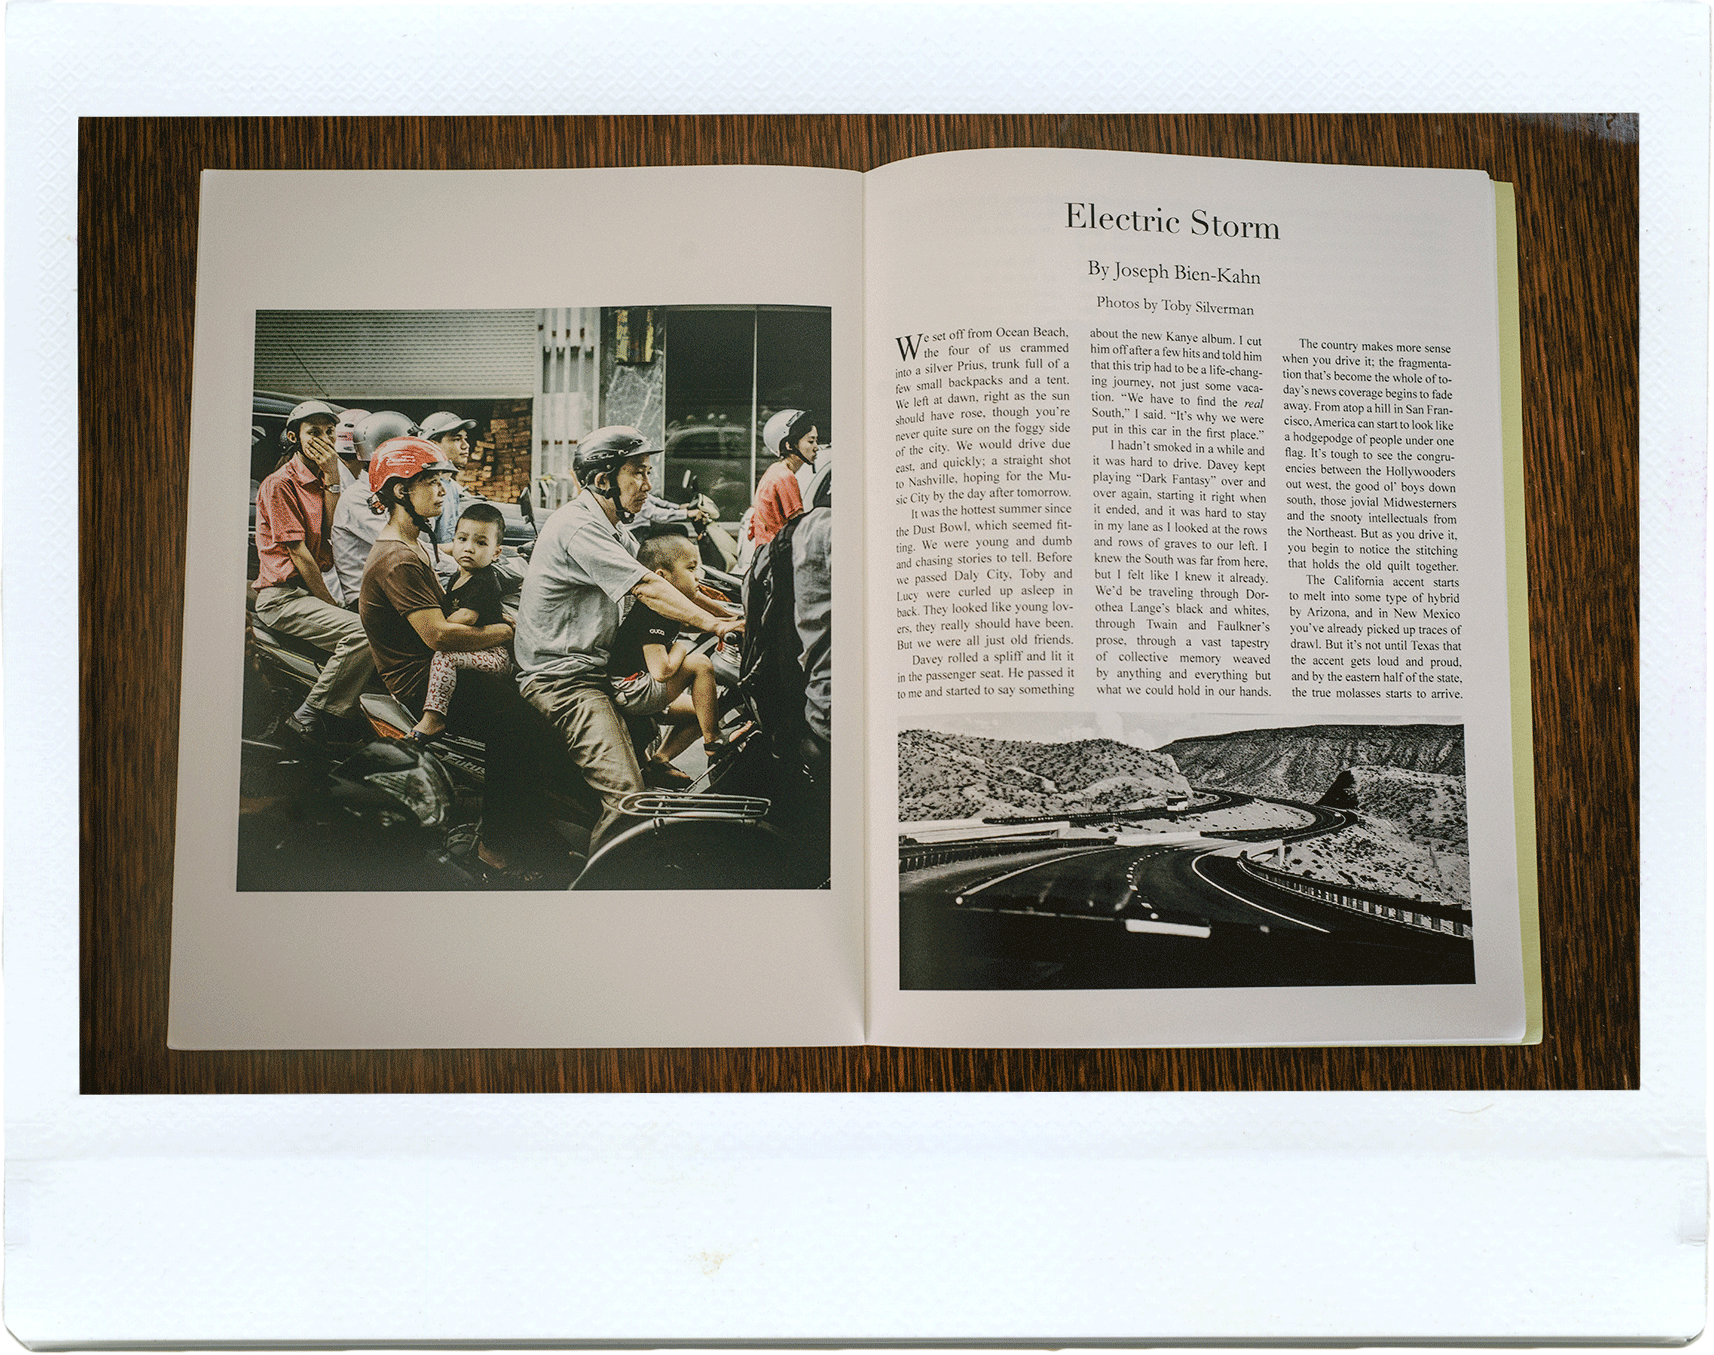 Electric Storm
By Joseph Bien-Kahn
Photos by Toby Silverman
We set off from Ocean Beach,
the four of us crammed
into a silver Prius, trunk full of a
few small backpacks and a tent.
We left at dawn, right as the sun
should have rose, though you're
never quite sure on the foggy side
of the city. We would drive due
east, and quickly; a straight shot
to Nashville, hoping for the Mu-
sic City by the day after tomorrow.
It was the hottest summer since
the Dust Bowl, which seemed fit-
ting. We were young and dumb
and chasing stories to tell. Before
we passed Daly City, Toby and
Lucy were curled up asleep in
back. They looked like young lov-
ers, they really should have been.
But we were all just old friends.
Davey rolled a spliff and lit it
in the passenger seat. He passed it
to me and started to say something
about the new Kanye album. I cut
him off after a few hits and told him
that this trip had to be a life-chang-
ing journey, not just some vaca-
tion. “We have to find the real
South,” I said. “It's why we were
put in this car in the first place.”
I hadn't smoked in a while and
it was hard to drive. Davey kept
playing “Dark Fantasy” over and
over again, starting it right when
it ended, and it was hard to stay
in my lane as I looked at the rows
and rows of graves to our left. I
knew the South was far from here,
but I felt like I knew it already.
We'd be traveling through Dor-
othea Lange's black and whites,
through Twain and Faulkner's
prose, through a vast tapestry
of collective memory weaved
by anything and everything but
what we could hold in our hands.
The country makes more sense
when you drive it; the fragmenta-
tion that's become the whole of to-
day's news coverage begins to fade
away. From atop a hill in San Fran-
cisco, America can start to look like
a hodgepodge of people under one
flag. It's tough to see the congru-
encies between the Hollywooders
out west, the good ol' boys down
south, those jovial Midwesterners
and the snooty intellectuals from
the Northeast. But as you drive it,
you begin to notice the stitching
that holds the old quilt together.
The California accent starts
to melt into some type of hybrid
by Arizona, and in New Mexico
you've already picked up traces of
drawl. But it's not until Texas that
the accent gets loud and proud,
and by the eastern half of the state,
the true molasses starts to arrive.